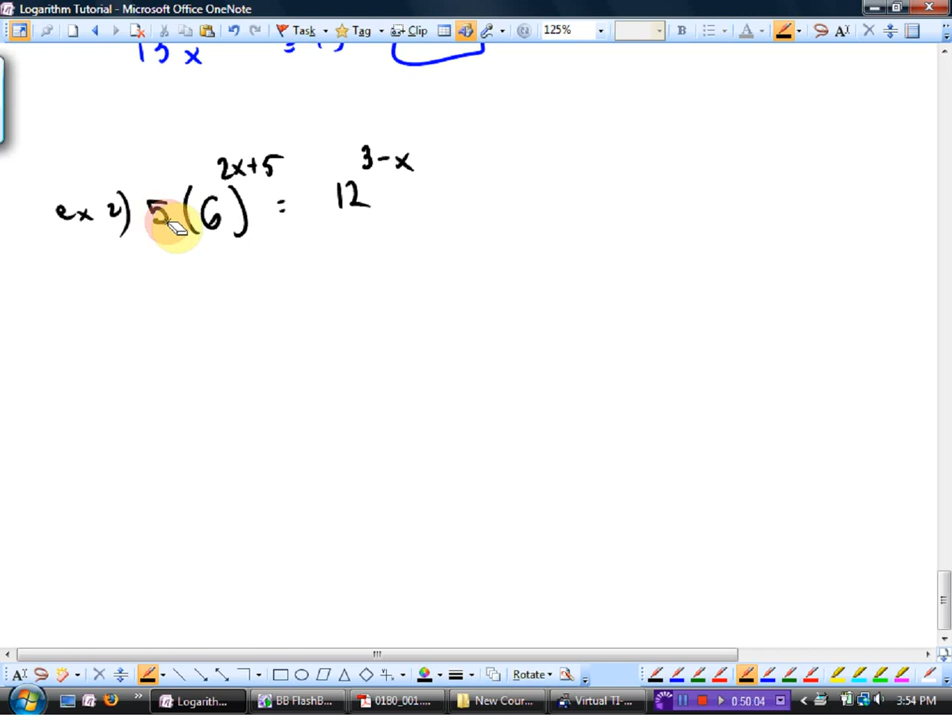 Logarithm Tutorial - Microsoft Office OneNote
Task Tag Clip 125% B A
15 x
ex 2) 5(6)^{2x+5} = 12^{3-x}
Rotate
Logarith... BB FlashB... 0180_001.... New Cour... Virtual TI-... 0.50.04 3:54 PM